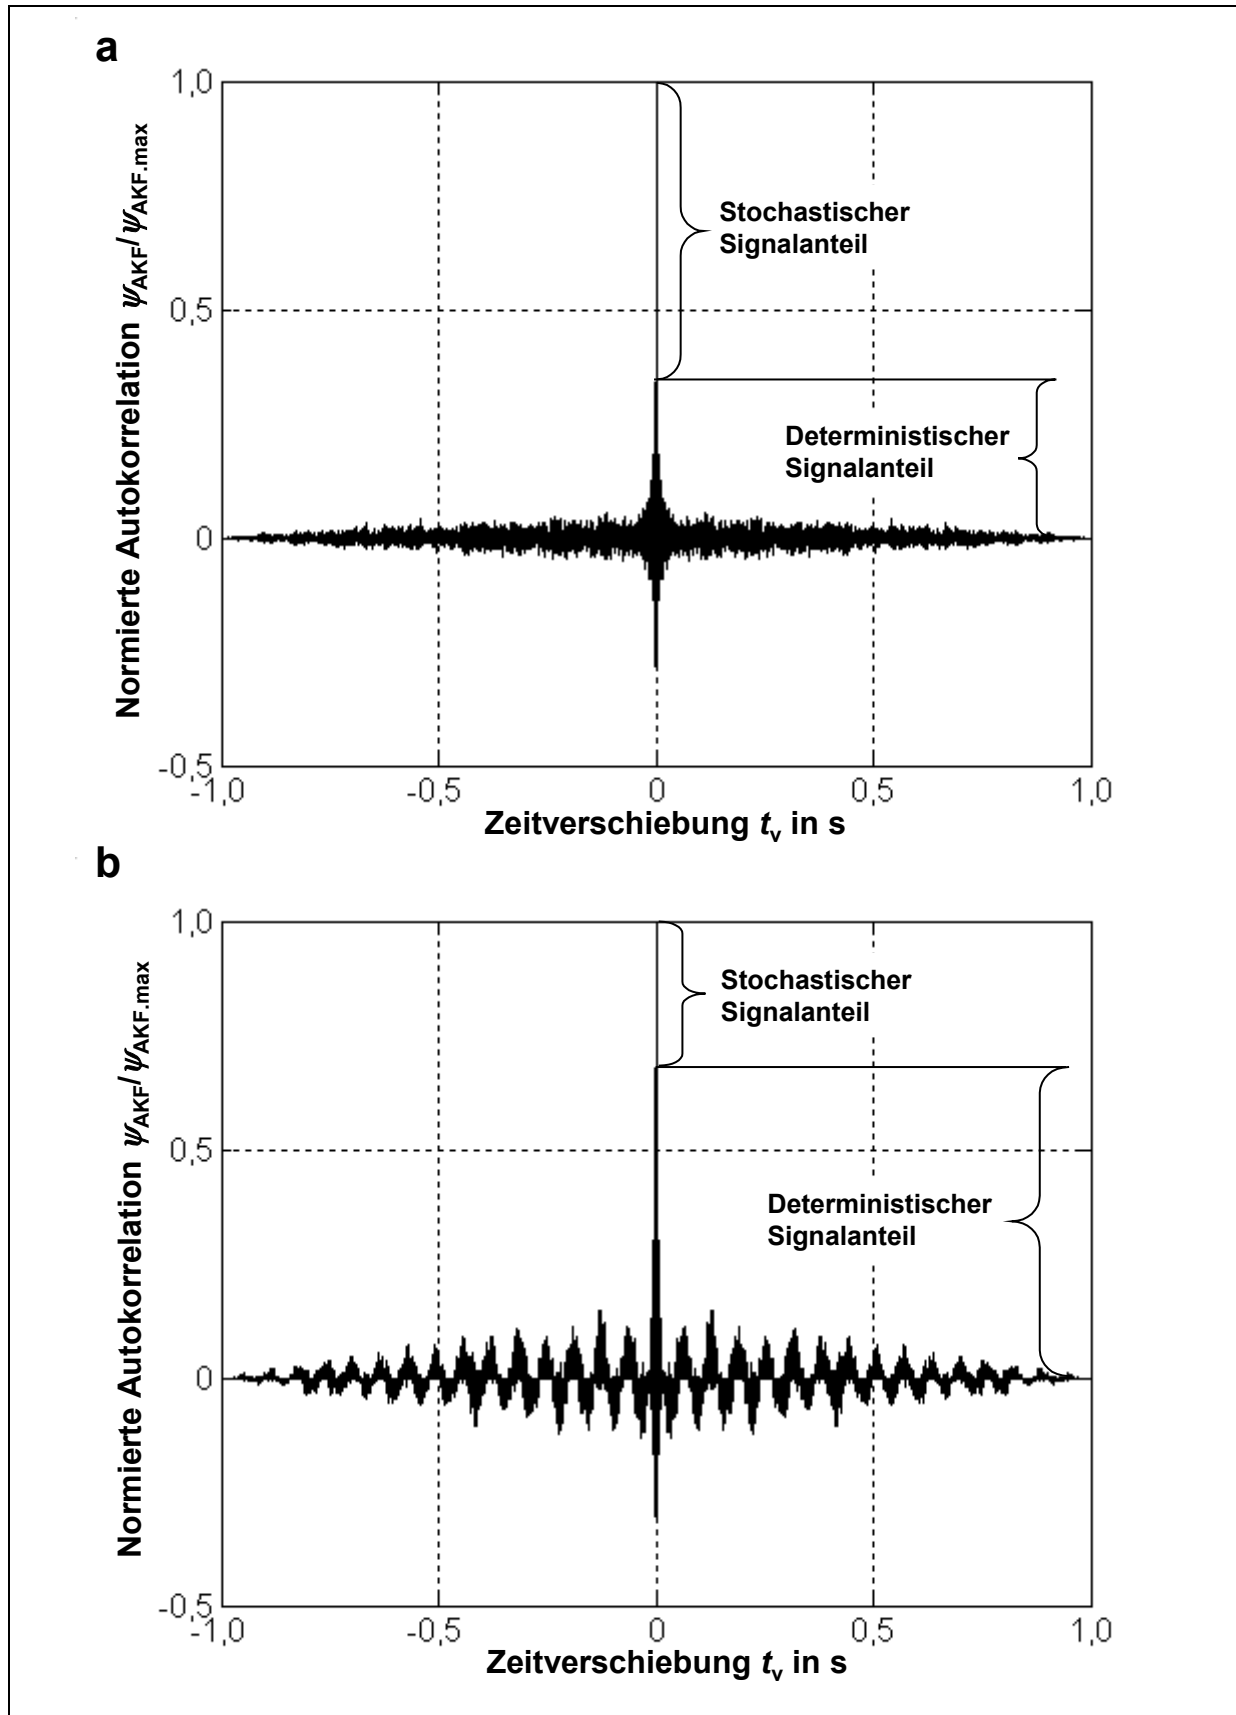 a
Normierte Autokorrelation ψAKF/ψAKF.max
1,0
0,5
0
-0,5
Stochastischer
Signalanteil
Deterministischer
Signalanteil
-1,0 -0,5 0 0,5 1,0
Zeitverschiebung tv in s
b
Normierte Autokorrelation ψAKF/ψAKF.max
1,0
0,5
0
-0,5
Stochastischer
Signalanteil
Deterministischer
Signalanteil
-1,0 -0,5 0 0,5 1,0
Zeitverschiebung tv in s